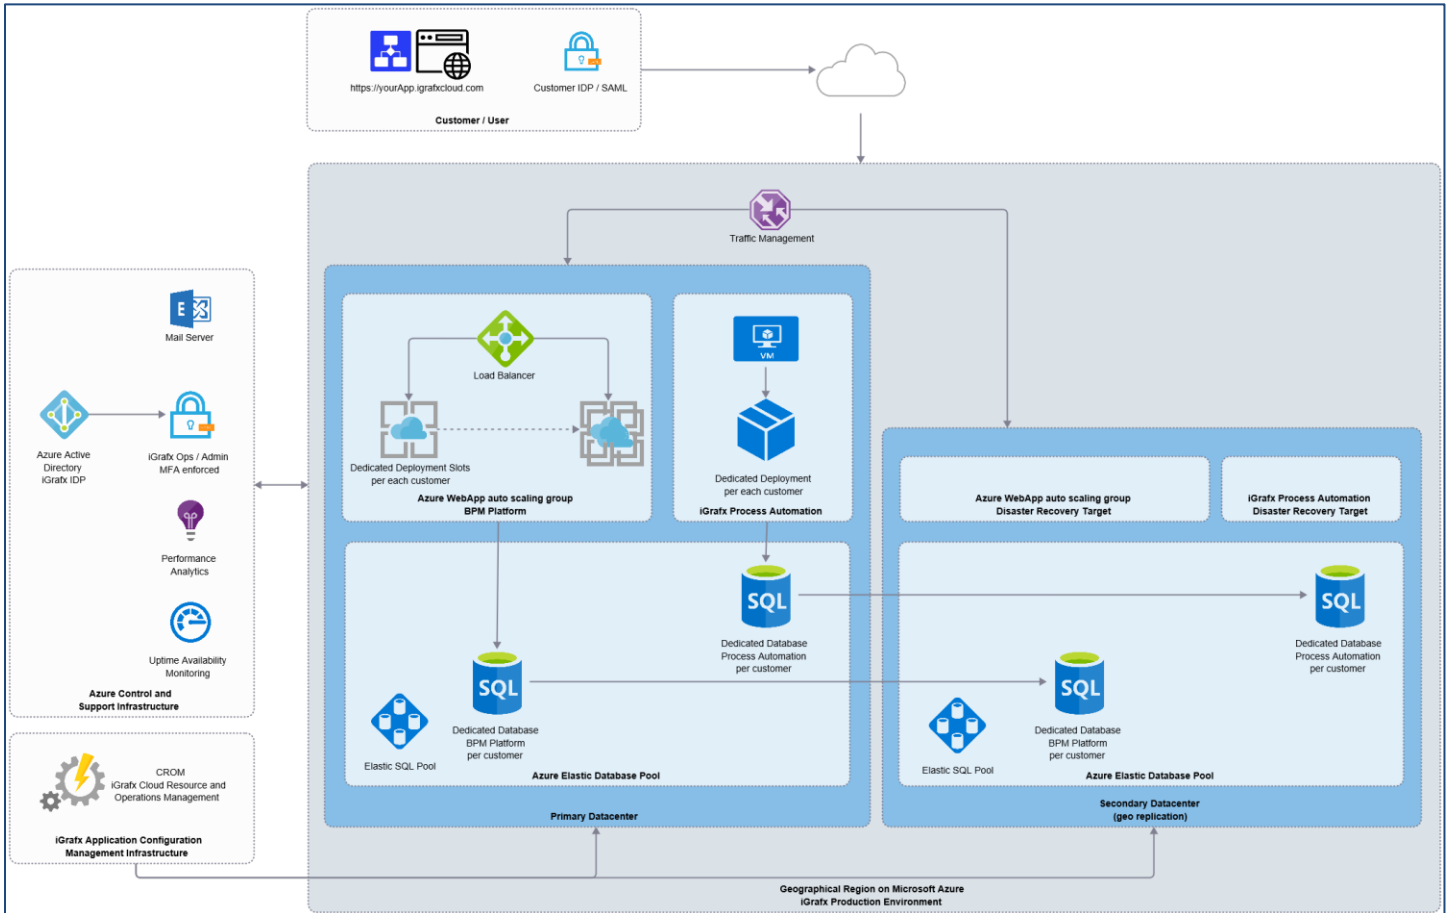 https://yourApp.igrafxcloud.com
Customer IDP / SAML
Customer / User
Traffic Management
E
Mail Server
Azure Active
Directory
iGrafx IDP
iGrafx Ops / Admin
MFA enforced
Performance
Analytics
Uptime Availability
Monitoring
Azure Control and
Support Infrastructure
CROM
iGrafx Cloud Resource and
Operations Management
iGrafx Application Configuration
Management Infrastructure
Load Balancer
Dedicated Deployment Slots
per each customer
Azure WebApp auto scaling group
BPM Platform
VM
Dedicated Deployment
per each customer
iGrafx Process Automation
SQL
Dedicated Database
Process Automation
per customer
SQL
Dedicated Database
BPM Platform
per customer
Elastic SQL Pool
Azure Elastic Database Pool
Primary Datacenter
Azure WebApp auto scaling group
Disaster Recovery Target
iGrafx Process Automation
Disaster Recovery Target
SQL
Dedicated Database
Process Automation
per customer
SQL
Dedicated Database
BPM Platform
per customer
Elastic SQL Pool
Azure Elastic Database Pool
Secondary Datacenter
(geo replication)
Geographical Region on Microsoft Azure
iGrafx Production Environment